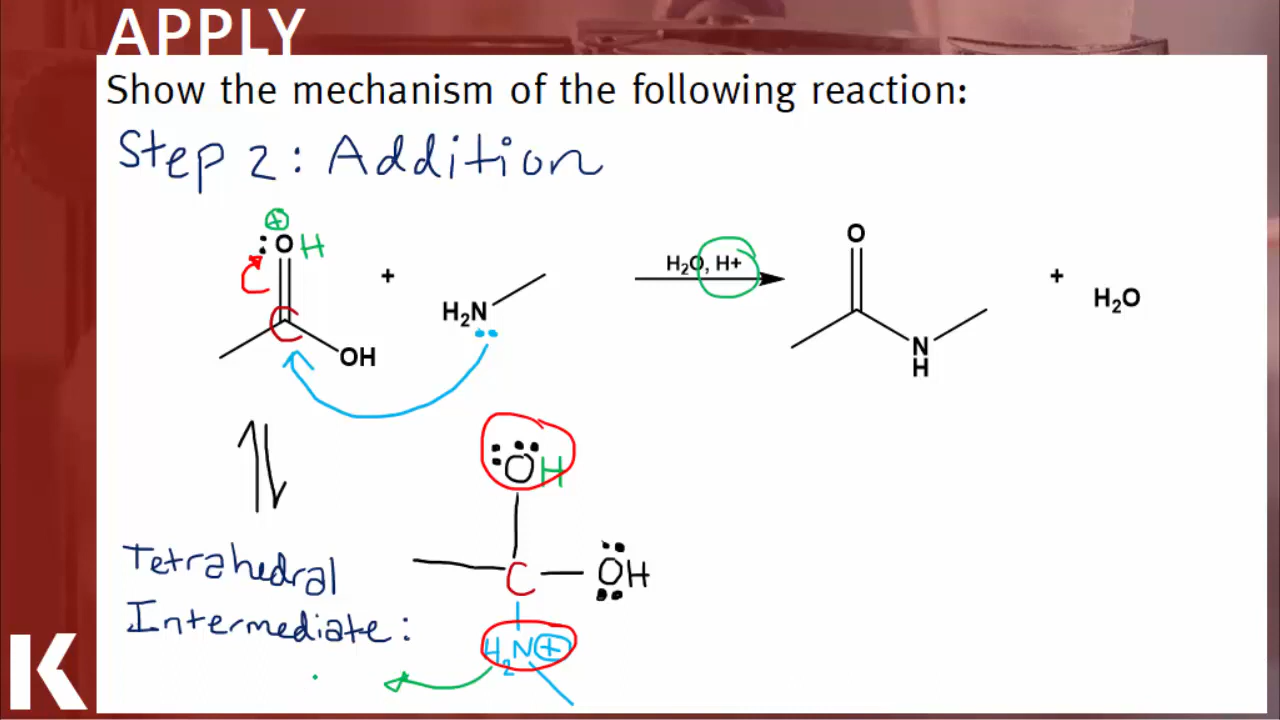 APPLY
Show the mechanism of the following reaction:
Step 2: Addition
⊕
:OH
O
+
H₂O, H+
+
H₂N
H₂O
OH
N
H
:OH
Tetrahedral
C
OH
Intermediate:
H₂N⊕
K